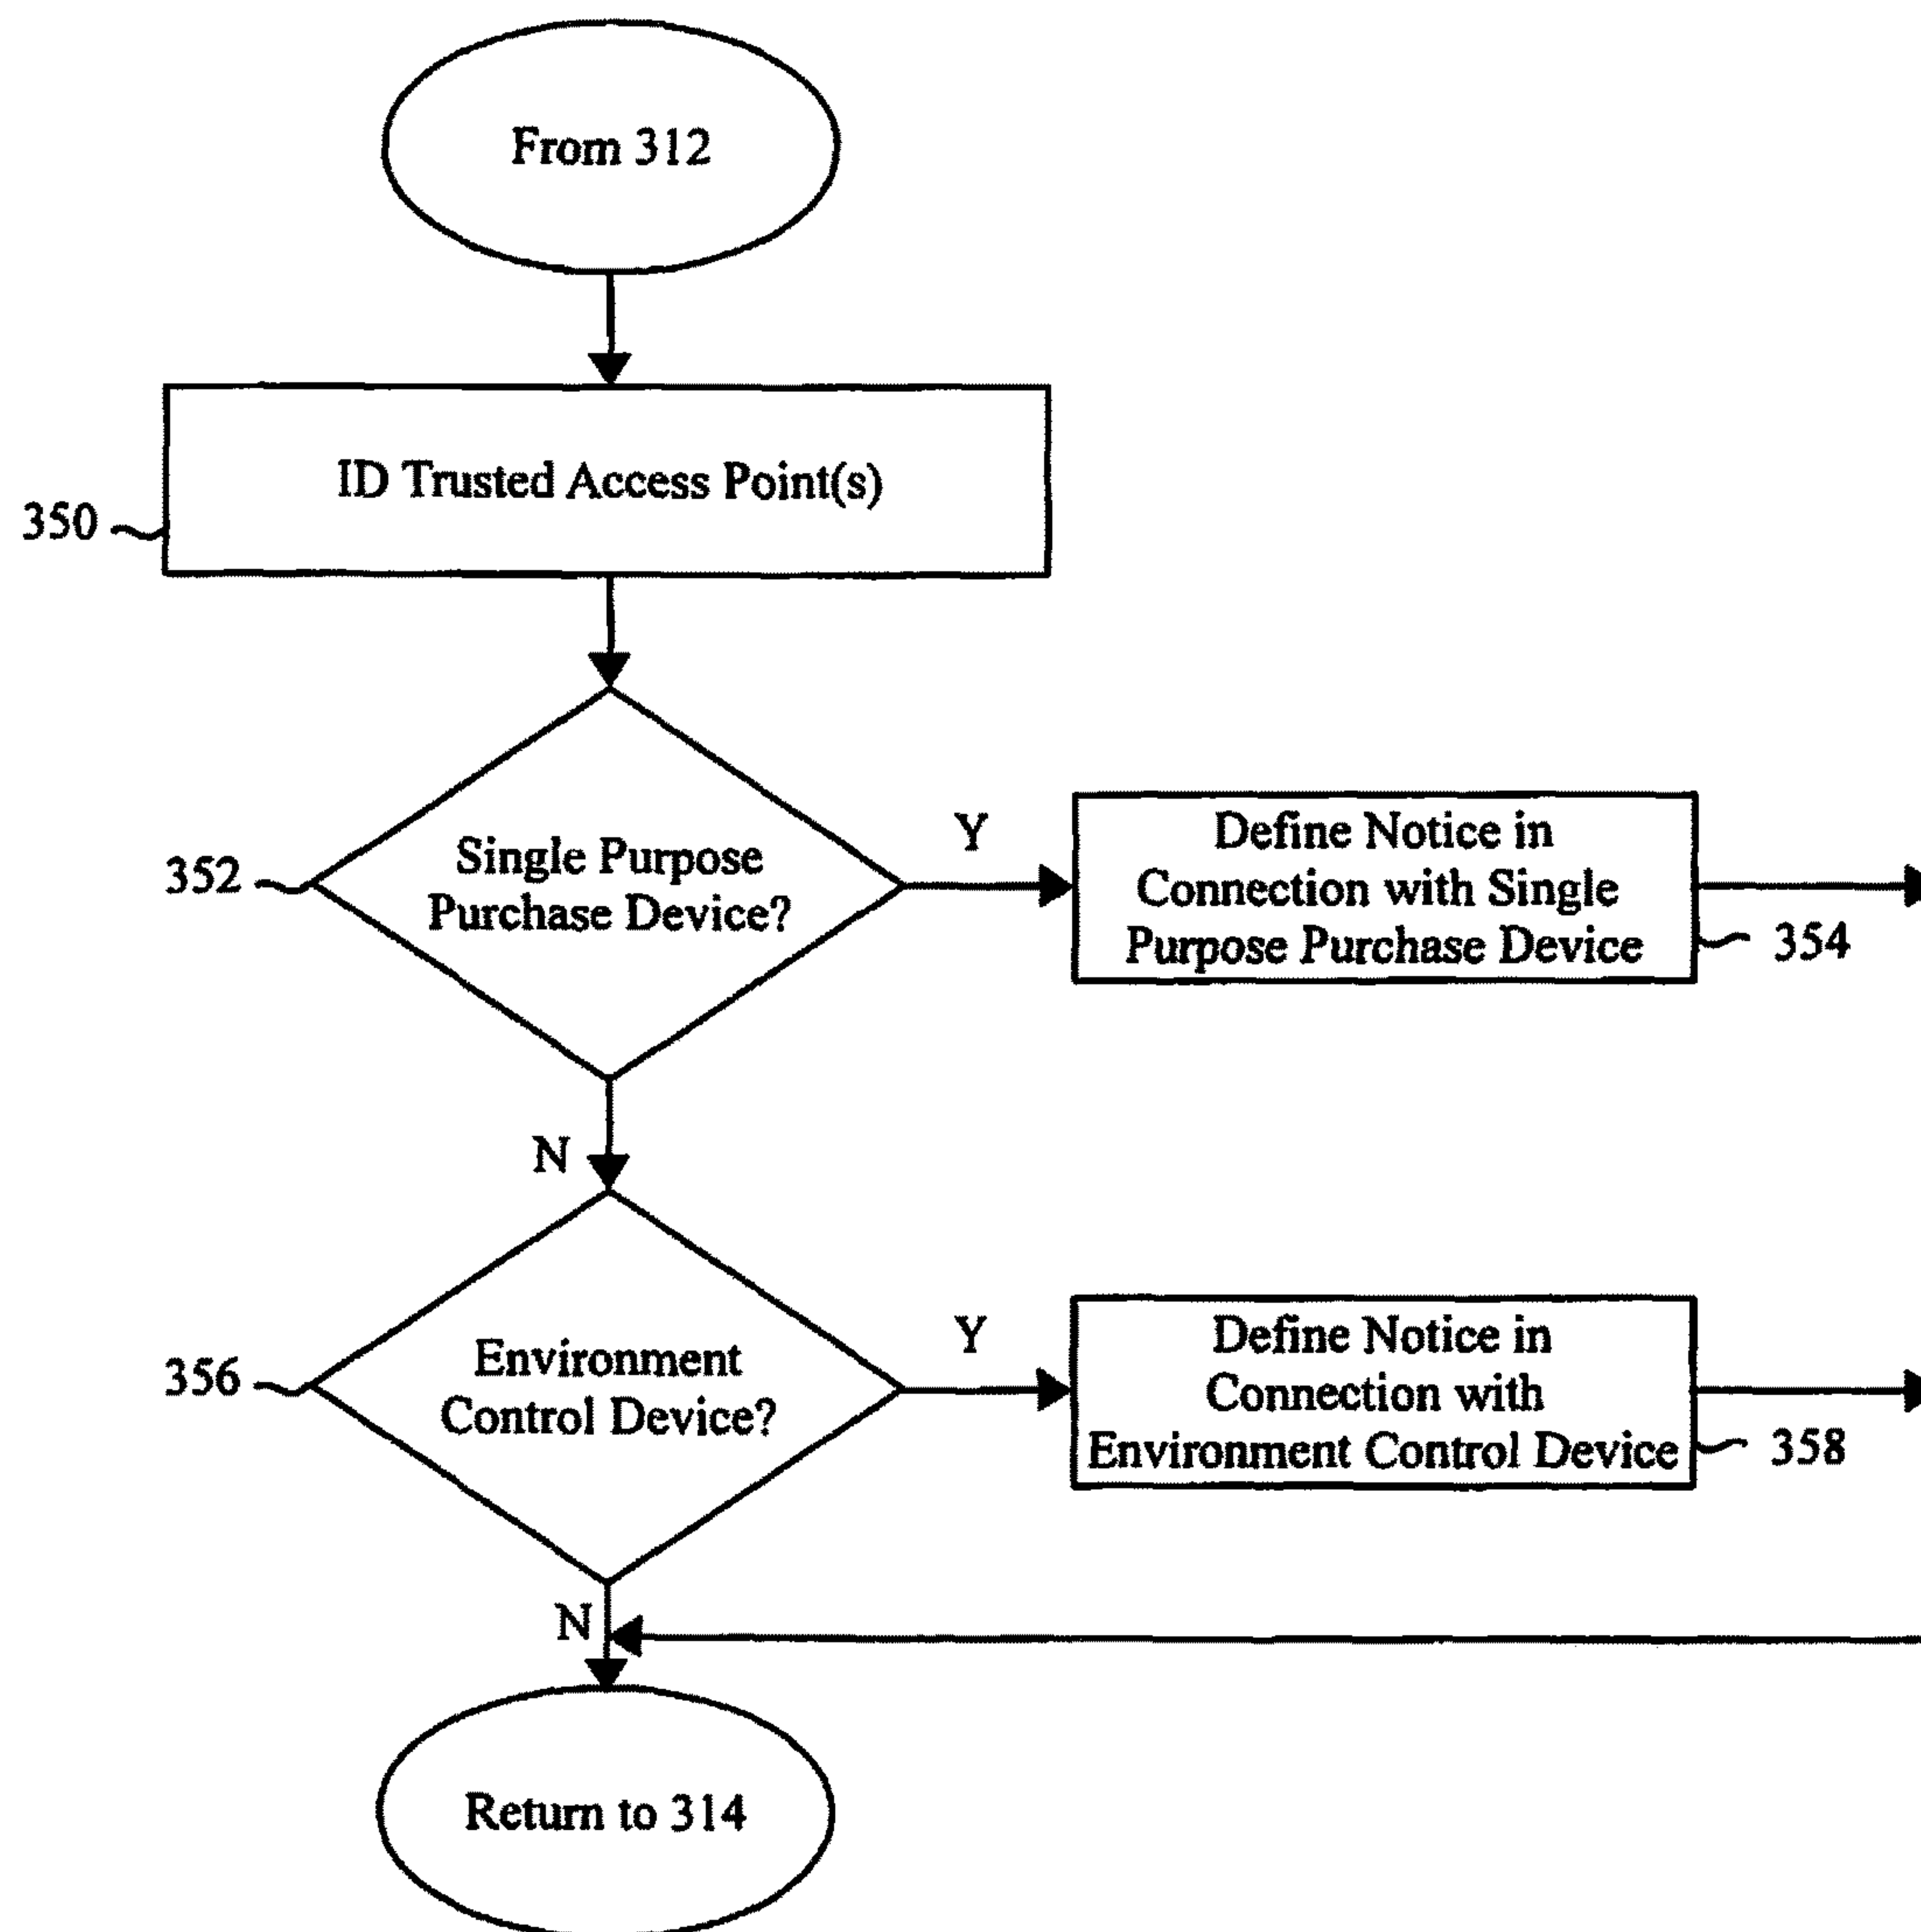 From 312
ID Trusted Access Point(s)
350
Single Purpose
Purchase Device?
352
Y
Define Notice in
Connection with Single
Purpose Purchase Device
354
N
Environment
Control Device?
356
Y
Define Notice in
Connection with
Environment Control Device
358
N
Return to 314